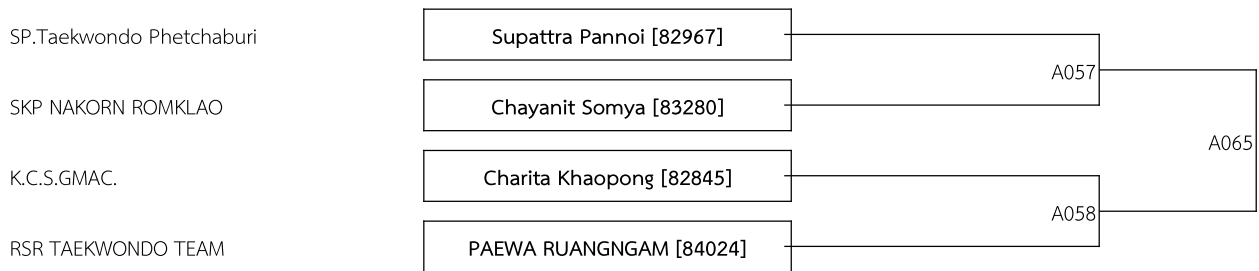 SP.Taekwondo Phetchaburi
Supattra Pannoi [82967]
A057
SKP NAKORN ROMKLAO
Chayanit Somya [83280]
A065
K.C.S.GMAC.
Charita Khaopong [82845]
A058
RSR TAEKWONDO TEAM
PAEWA RUANGNGAM [84024]